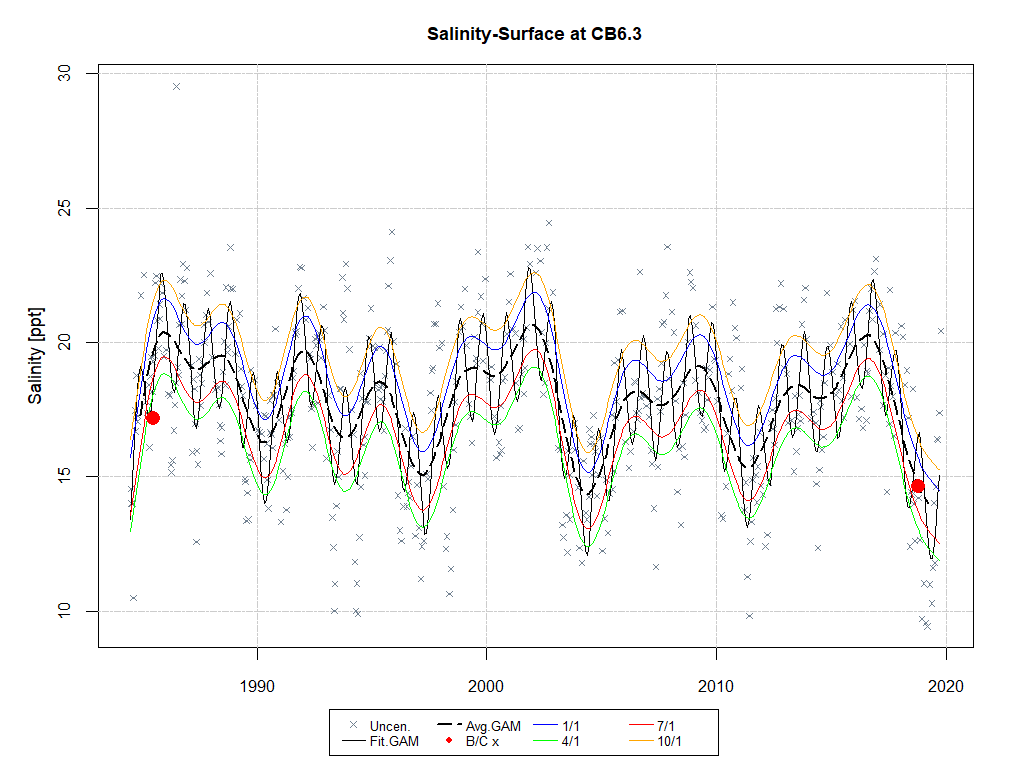 Salinity-Surface at CB6.3
30
25
20
15
10
Salinity [ppt]
1990 2000 2010 2020
Uncen. Avg.GAM 1/1 7/1
Fit.GAM B/C x 4/1 10/1